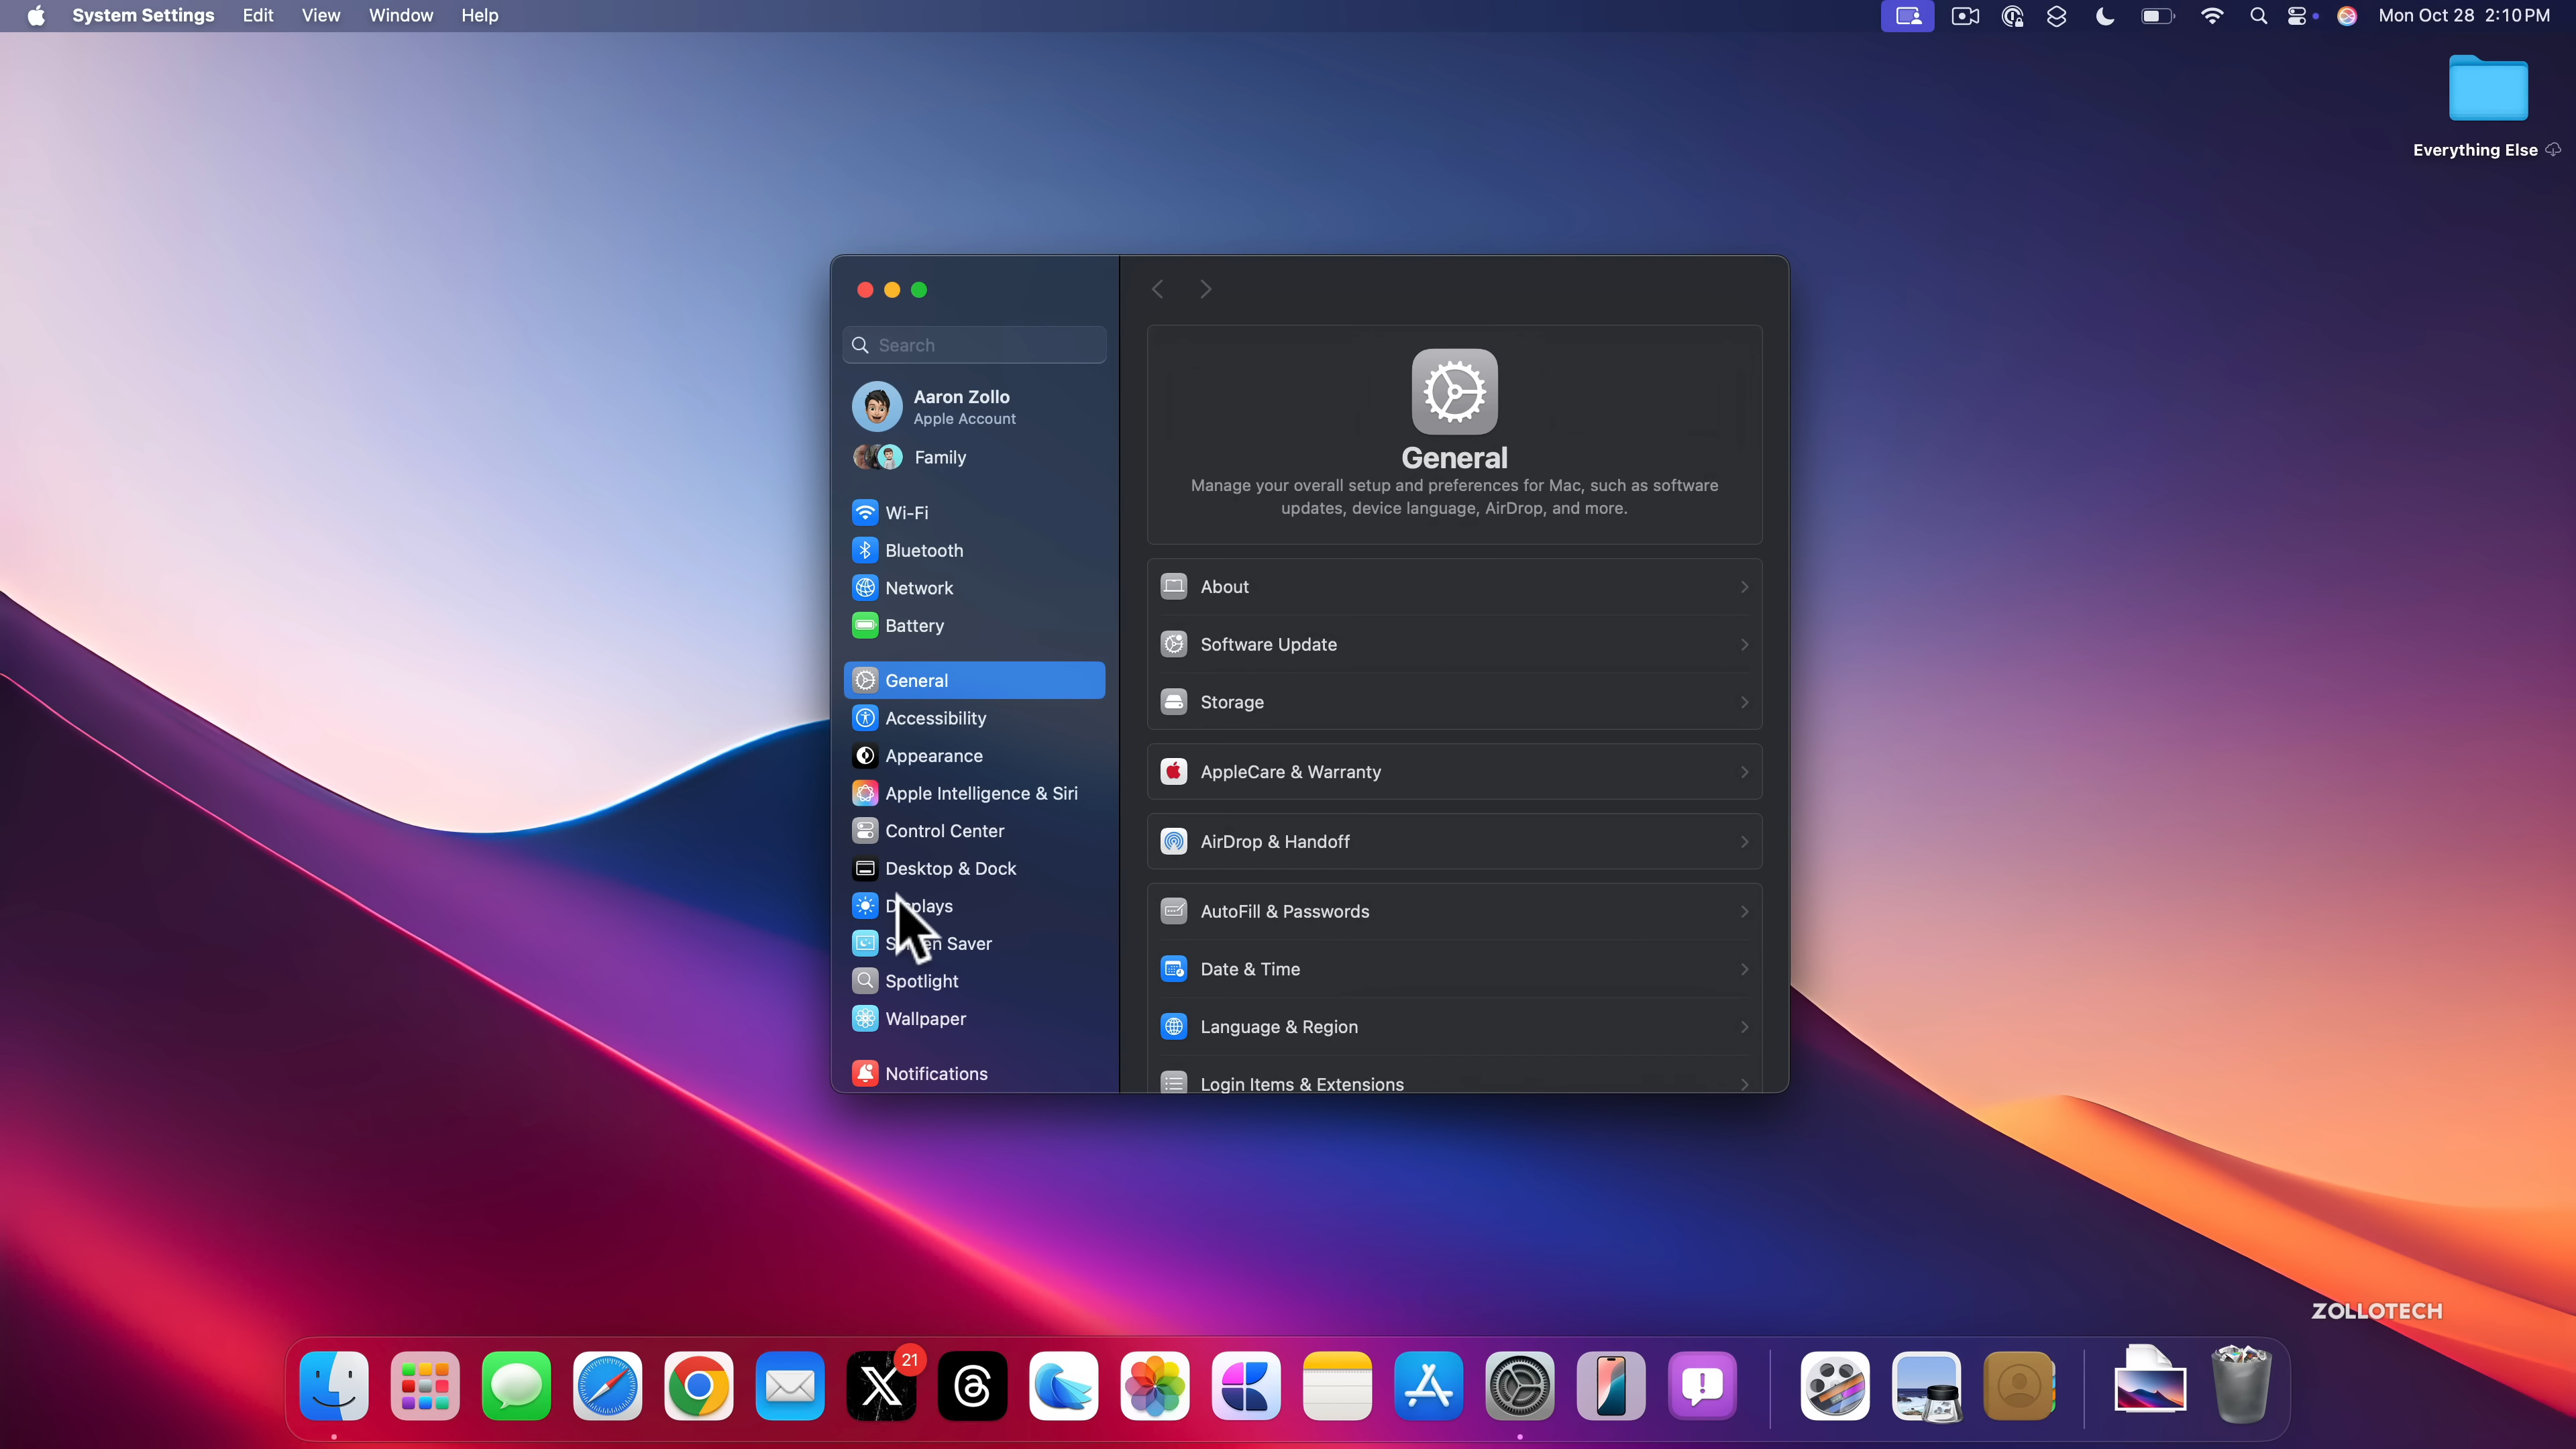 System Settings Edit View Window Help Mon Oct 28 2:10 PM
Everything Else
Search
Aaron Zollo
Apple Account
Family
Wi-Fi
Bluetooth
Network
Battery
General
Accessibility
Appearance
Apple Intelligence & Siri
Control Center
Desktop & Dock
Displays
Screen Saver
Spotlight
Wallpaper
Notifications
General
Manage your overall setup and preferences for Mac, such as software
updates, device language, AirDrop, and more.
About
Software Update
Storage
AppleCare & Warranty
AirDrop & Handoff
AutoFill & Passwords
Date & Time
Language & Region
Login Items & Extensions
ZOLLOTECH
21